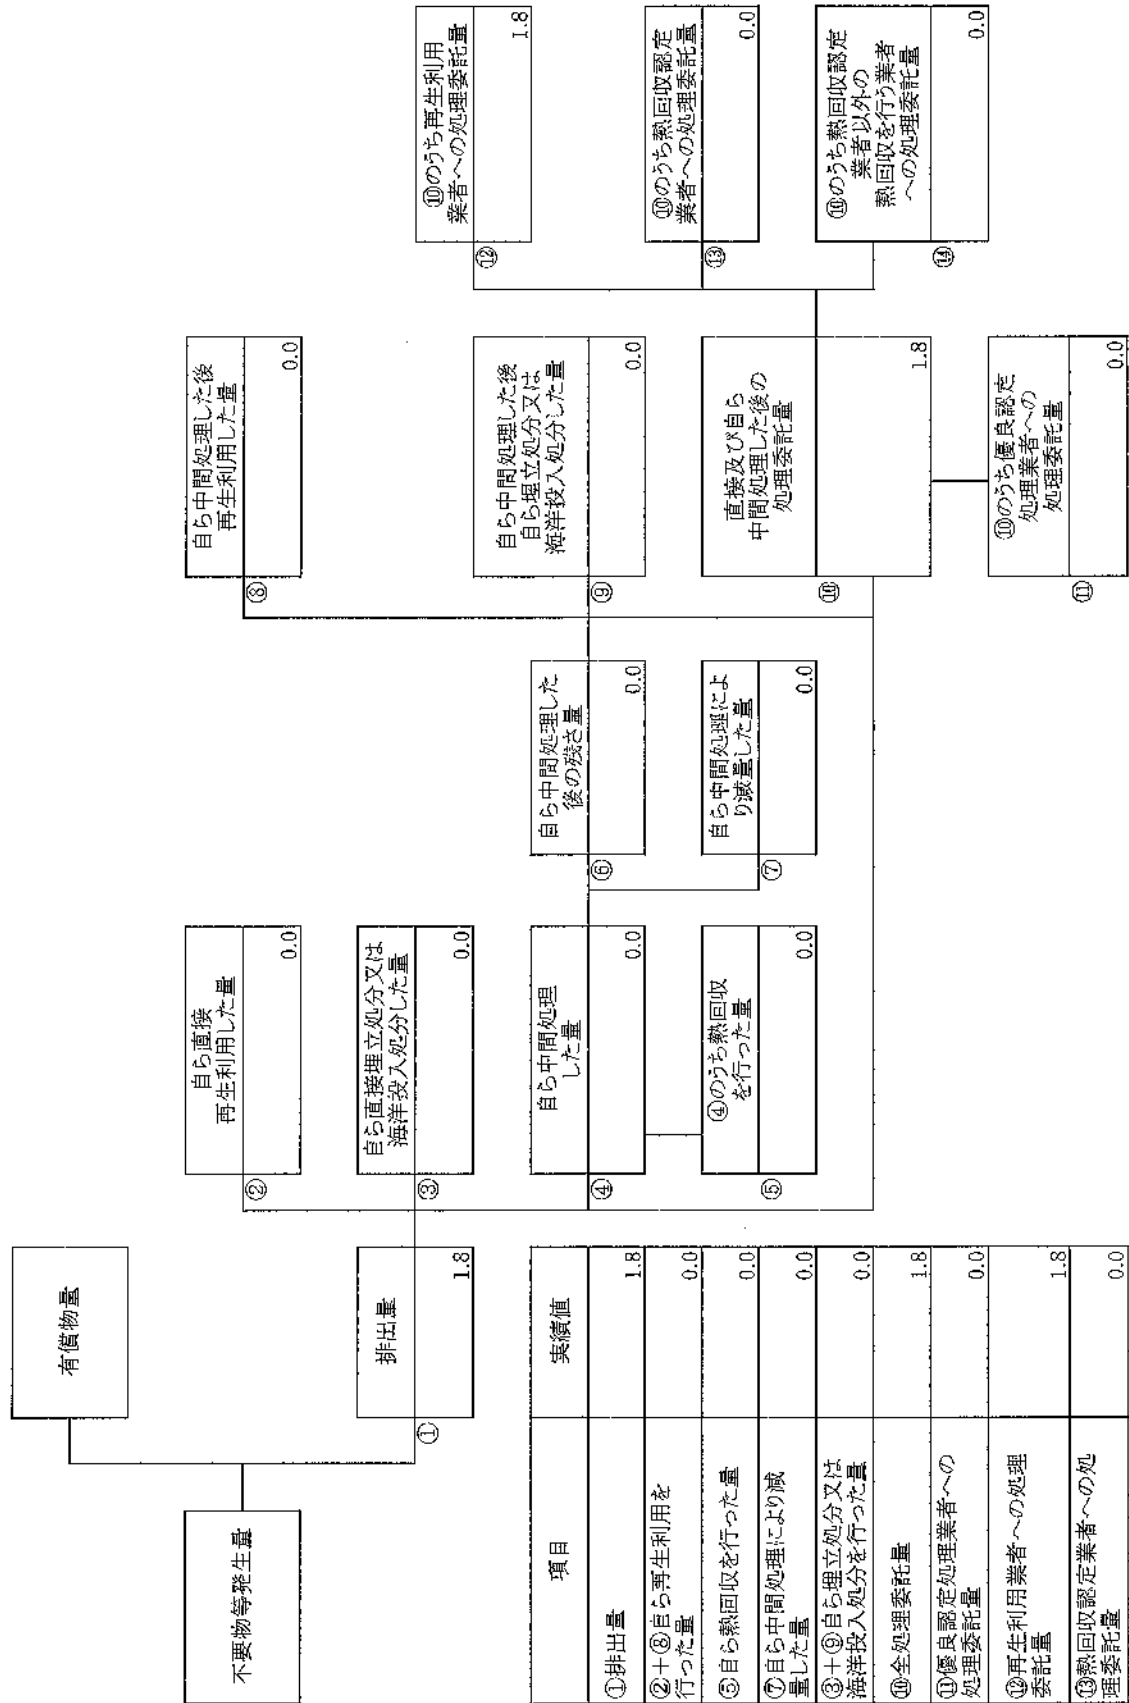 有償物量
不要物等発生量
①
排出量
1.8
②
自ら直接
再生利用した量
0.0
③
自ら直接埋立処分又は
海洋投入処分した量
0.0
④
自ら中間処理
した量
0.0
⑤
④のうち熱回収
を行った量
0.0
⑥
自ら中間処理した
後の残さ量
0.0
⑦
自ら中間処理によ
り減量した量
0.0
⑧
自ら中間処理した後
再生利用した量
0.0
⑨
自ら中間処理した後
自ら埋立処分又は
海洋投入処分した量
0.0
⑩
直接及び自ら
中間処理した後の
処理委託量
1.8
⑪
⑩のうち優良認定
処理業者への
処理委託量
0.0
⑫
⑩のうち再生利用
業者への処理委託量
1.8
⑬
⑩のうち熱回収認定
業者への処理委託量
0.0
⑭
⑩のうち熱回収認定
業者以外の
熱回収を行う業者
への処理委託量
0.0
項目 実績値
①排出量 1.8
②+⑧自ら再生利用を
行った量 0.0
⑤自ら熱回収を行った量 0.0
⑦自ら中間処理により減
量した量 0.0
③+⑨自ら埋立処分又は
海洋投入処分を行った量 0.0
⑩全処理委託量 1.8
⑪優良認定処理業者への
処理委託量 0.0
⑫再生利用業者への処理
委託量 1.8
⑬熱回収認定業者への処
理委託量 0.0